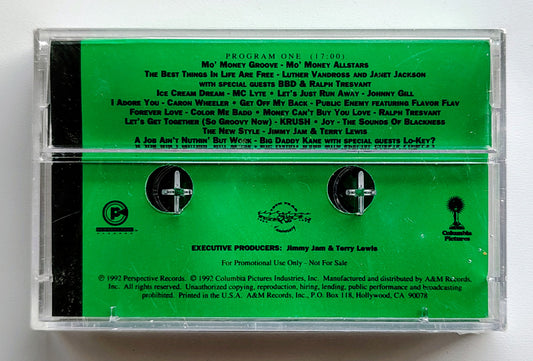 PROGRAM ONE (17:00)
Mo' Money Groove - Mo' Money Allstars
The Best Things In Life Are Free - Luther Vandross and Janet Jackson
with special guests BBD & Ralph Tresvant
Ice Cream Dream - MC Lyte • Let's Just Run Away - Johnny Gill
I Adore You - Caron Wheeler • Get Off My Back - Public Enemy featuring Flavor Flav
Forever Love - Color Me Badd • Money Can't Buy You Love - Ralph Tresvant
Let's Get Together (So Groovy Now) - KRUSH • Joy - The Sounds Of Blackness
The New Style - Jimmy Jam & Terry Lewis
A Job Ain't Nuthin' But Work - Big Daddy Kane with special guests Lo-Key?
Columbia
Pictures
EXECUTIVE PRODUCERS: Jimmy Jam & Terry Lewis
For Promotional Use Only - Not For Sale
℗ 1992 Perspective Records. © 1992 Columbia Pictures Industries, Inc. Manufactured and distributed by A&M Records,
Inc. All rights reserved. Unauthorized copying, reproduction, hiring, lending, public performance and broadcasting
prohibited. Printed in the U.S.A. A&M Records, Inc., P.O. Box 118, Hollywood, CA 90078